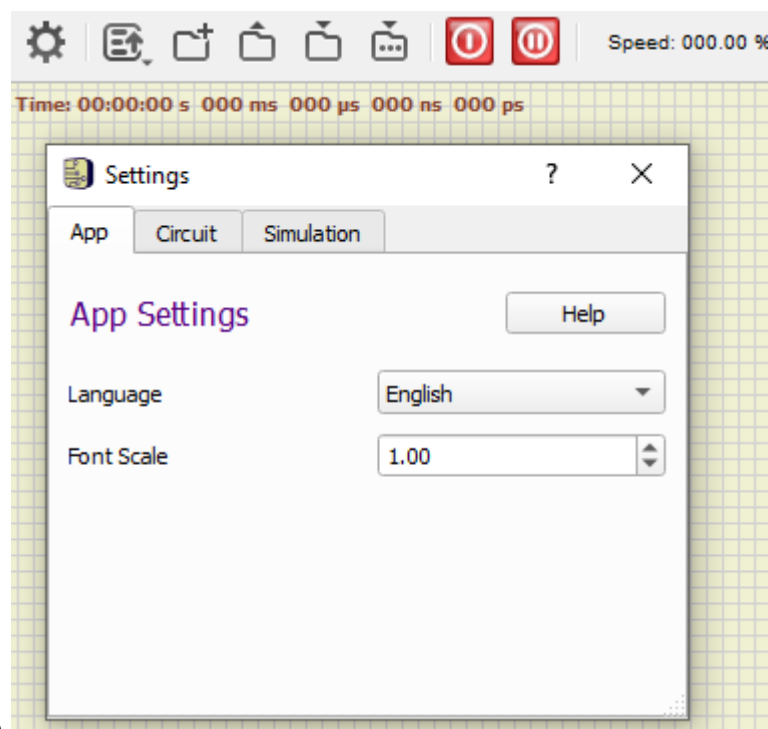 Speed: 000.00 %
Time: 00:00:00 s 000 ms 000 µs 000 ns 000 ps
Settings
?
App Circuit Simulation
App Settings Help
Language English
Font Scale 1.00